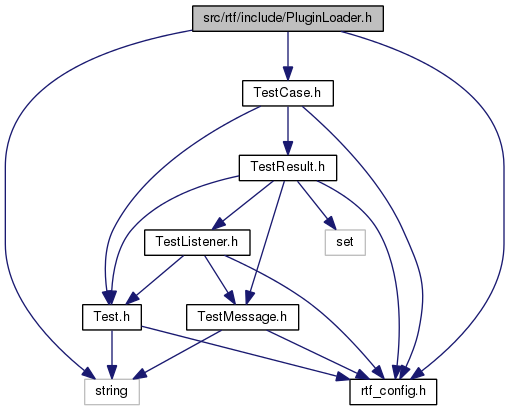 src/rtf/include/PluginLoader.h
TestCase.h
TestResult.h
TestListener.h
set
Test.h
TestMessage.h
string
rtf_config.h